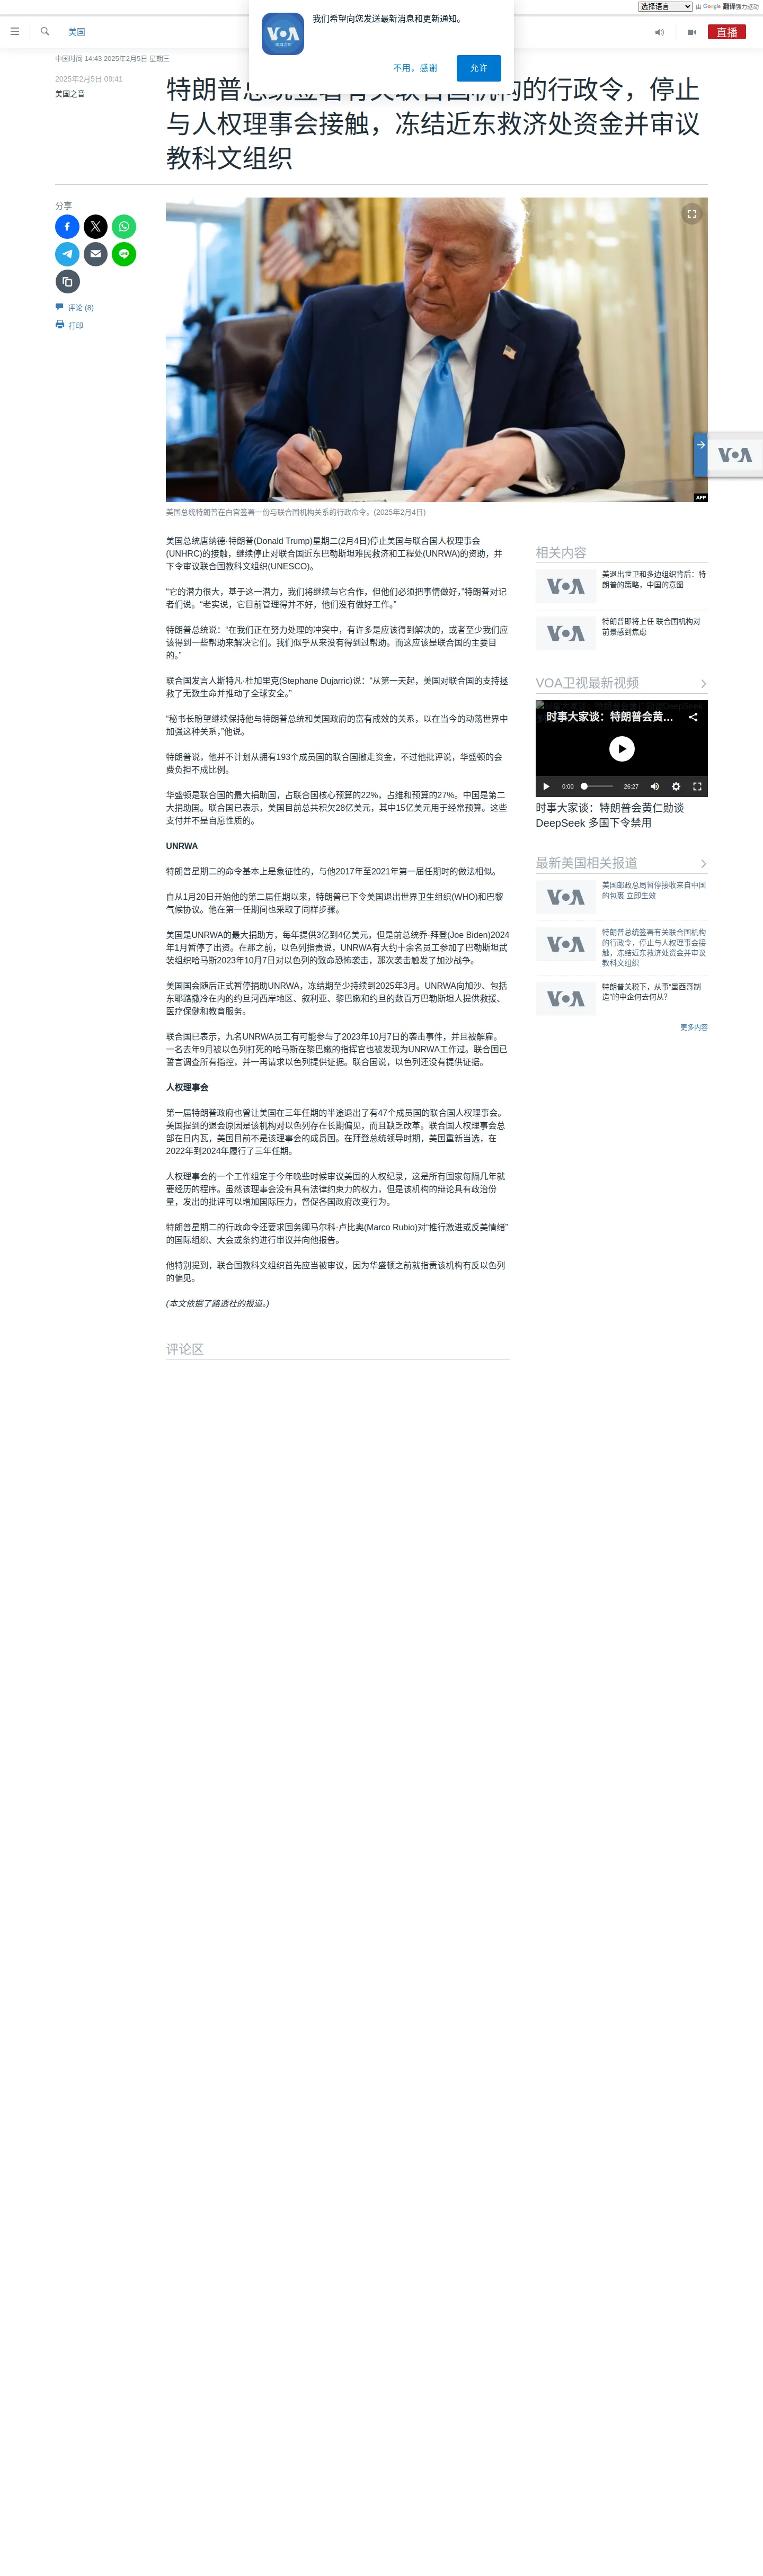 选择语言 由 Google 翻译强力驱动
我们希望向您发送最新消息和更新通知。
不用，感谢
允许
美国
直播
中国时间 14:43 2025年2月5日 星期三
2025年2月5日 09:41
美国之音
特朗普总统签署有关联合国机构的行政令，停止
与人权理事会接触，冻结近东救济处资金并审议
教科文组织
分享
评论 (8)
打印
AFP
VOA
美国总统特朗普在白宫签署一份与联合国机构关系的行政命令。(2025年2月4日)
美国总统唐纳德·特朗普(Donald Trump)星期二(2月4日)停止美国与联合国人权理事会
(UNHRC)的接触，继续停止对联合国近东巴勒斯坦难民救济和工程处(UNRWA)的资助，并
下令审议联合国教科文组织(UNESCO)。
“它的潜力很大，基于这一潜力，我们将继续与它合作，但他们必须把事情做好，”特朗普对记
者们说。“老实说，它目前管理得并不好，他们没有做好工作。”
特朗普总统说：“在我们正在努力处理的冲突中，有许多是应该得到解决的，或者至少我们应
该得到一些帮助来解决它们。我们似乎从来没有得到过帮助。而这应该是联合国的主要目
的。”
联合国发言人斯特凡·杜加里克(Stephane Dujarric)说：“从第一天起，美国对联合国的支持拯
救了无数生命并推动了全球安全。”
“秘书长盼望继续保持他与特朗普总统和美国政府的富有成效的关系，以在当今的动荡世界中
加强这种关系，”他说。
特朗普说，他并不计划从拥有193个成员国的联合国撤走资金，不过他批评说，华盛顿的会
费负担不成比例。
华盛顿是联合国的最大捐助国，占联合国核心预算的22%，占维和预算的27%。中国是第二
大捐助国。联合国已表示，美国目前总共积欠28亿美元，其中15亿美元用于经常预算。这些
支付并不是自愿性质的。
UNRWA
特朗普星期二的命令基本上是象征性的，与他2017年至2021年第一届任期时的做法相似。
自从1月20日开始他的第二届任期以来，特朗普已下令美国退出世界卫生组织(WHO)和巴黎
气候协议。他在第一任期间也采取了同样步骤。
美国是UNRWA的最大捐助方，每年提供3亿到4亿美元，但是前总统乔·拜登(Joe Biden)2024
年1月暂停了出资。在那之前，以色列指责说，UNRWA有大约十余名员工参加了巴勒斯坦武
装组织哈马斯2023年10月7日对以色列的致命恐怖袭击，那次袭击触发了加沙战争。
美国国会随后正式暂停捐助UNRWA，冻结期至少持续到2025年3月。UNRWA向加沙、包括
东耶路撒冷在内的约旦河西岸地区、叙利亚、黎巴嫩和约旦的数百万巴勒斯坦人提供救援、
医疗保健和教育服务。
联合国已表示，九名UNRWA员工有可能参与了2023年10月7日的袭击事件，并且被解雇。
一名去年9月被以色列打死的哈马斯在黎巴嫩的指挥官也被发现为UNRWA工作过。联合国已
誓言调查所有指控，并一再请求以色列提供证据。联合国说，以色列还没有提供证据。
人权理事会
第一届特朗普政府也曾让美国在三年任期的半途退出了有47个成员国的联合国人权理事会。
美国提到的退会原因是该机构对以色列存在长期偏见，而且缺乏改革。联合国人权理事会总
部在日内瓦，美国目前不是该理事会的成员国。在拜登总统领导时期，美国重新当选，在
2022年到2024年履行了三年任期。
人权理事会的一个工作组定于今年晚些时候审议美国的人权纪录，这是所有国家每隔几年就
要经历的程序。虽然该理事会没有具有法律约束力的权力，但是该机构的辩论具有政治份
量，发出的批评可以增加国际压力，督促各国政府改变行为。
特朗普星期二的行政命令还要求国务卿马尔科·卢比奥(Marco Rubio)对“推行激进或反美情绪”
的国际组织、大会或条约进行审议并向他报告。
他特别提到，联合国教科文组织首先应当被审议，因为华盛顿之前就指责该机构有反以色列
的偏见。
(本文依据了路透社的报道。)
评论区
相关内容
VOA
美退出世卫和多边组织背后：特
朗普的策略，中国的意图
VOA
特朗普即将上任 联合国机构对
前景感到焦虑
VOA卫视最新视频
时事大家谈：特朗普会黄…
0:00
26:27
时事大家谈：特朗普会黄仁勋谈
DeepSeek 多国下令禁用
最新美国相关报道
VOA
美国邮政总局暂停接收来自中国
的包裹 立即生效
VOA
特朗普总统签署有关联合国机构
的行政令，停止与人权理事会接
触，冻结近东救济处资金并审议
教科文组织
VOA
特朗普关税下，从事“墨西哥制
造”的中企何去何从？
更多内容